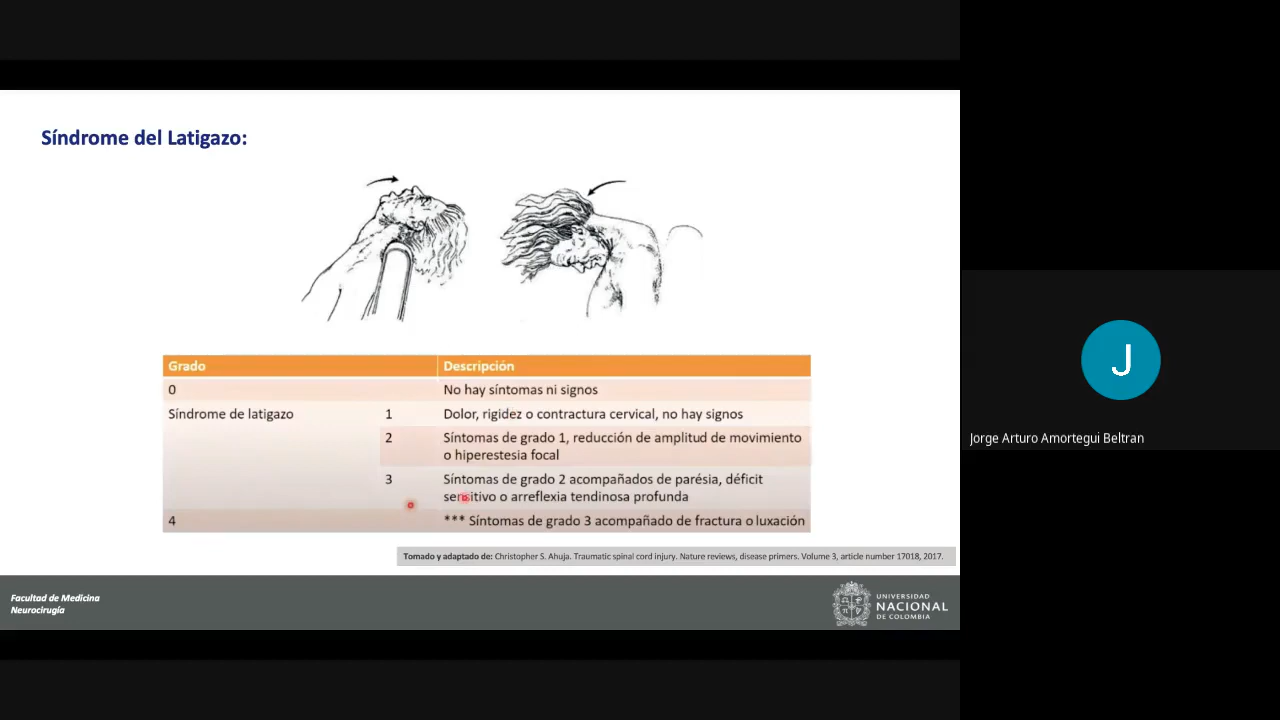 Síndrome del Latigazo:
Grado Descripción
0 No hay síntomas ni signos
Síndrome de latigazo 1 Dolor, rigidez o contractura cervical, no hay signos
2 Síntomas de grado 1, reducción de amplitud de movimiento
o hiperestesia focal
3 Síntomas de grado 2 acompañados de parésia, déficit
sensitivo o arreflexia tendinosa profunda
4 *** Síntomas de grado 3 acompañado de fractura o luxación
Tomado y adaptado de: Christopher S. Ahuja. Traumatic spinal cord injury. Nature reviews, disease primers. Volume 3, article number 17018, 2017.
Facultad de Medicina
Neurocirugía
UNIVERSIDAD
NACIONAL
DE COLOMBIA
J
Jorge Arturo Amortegui Beltran